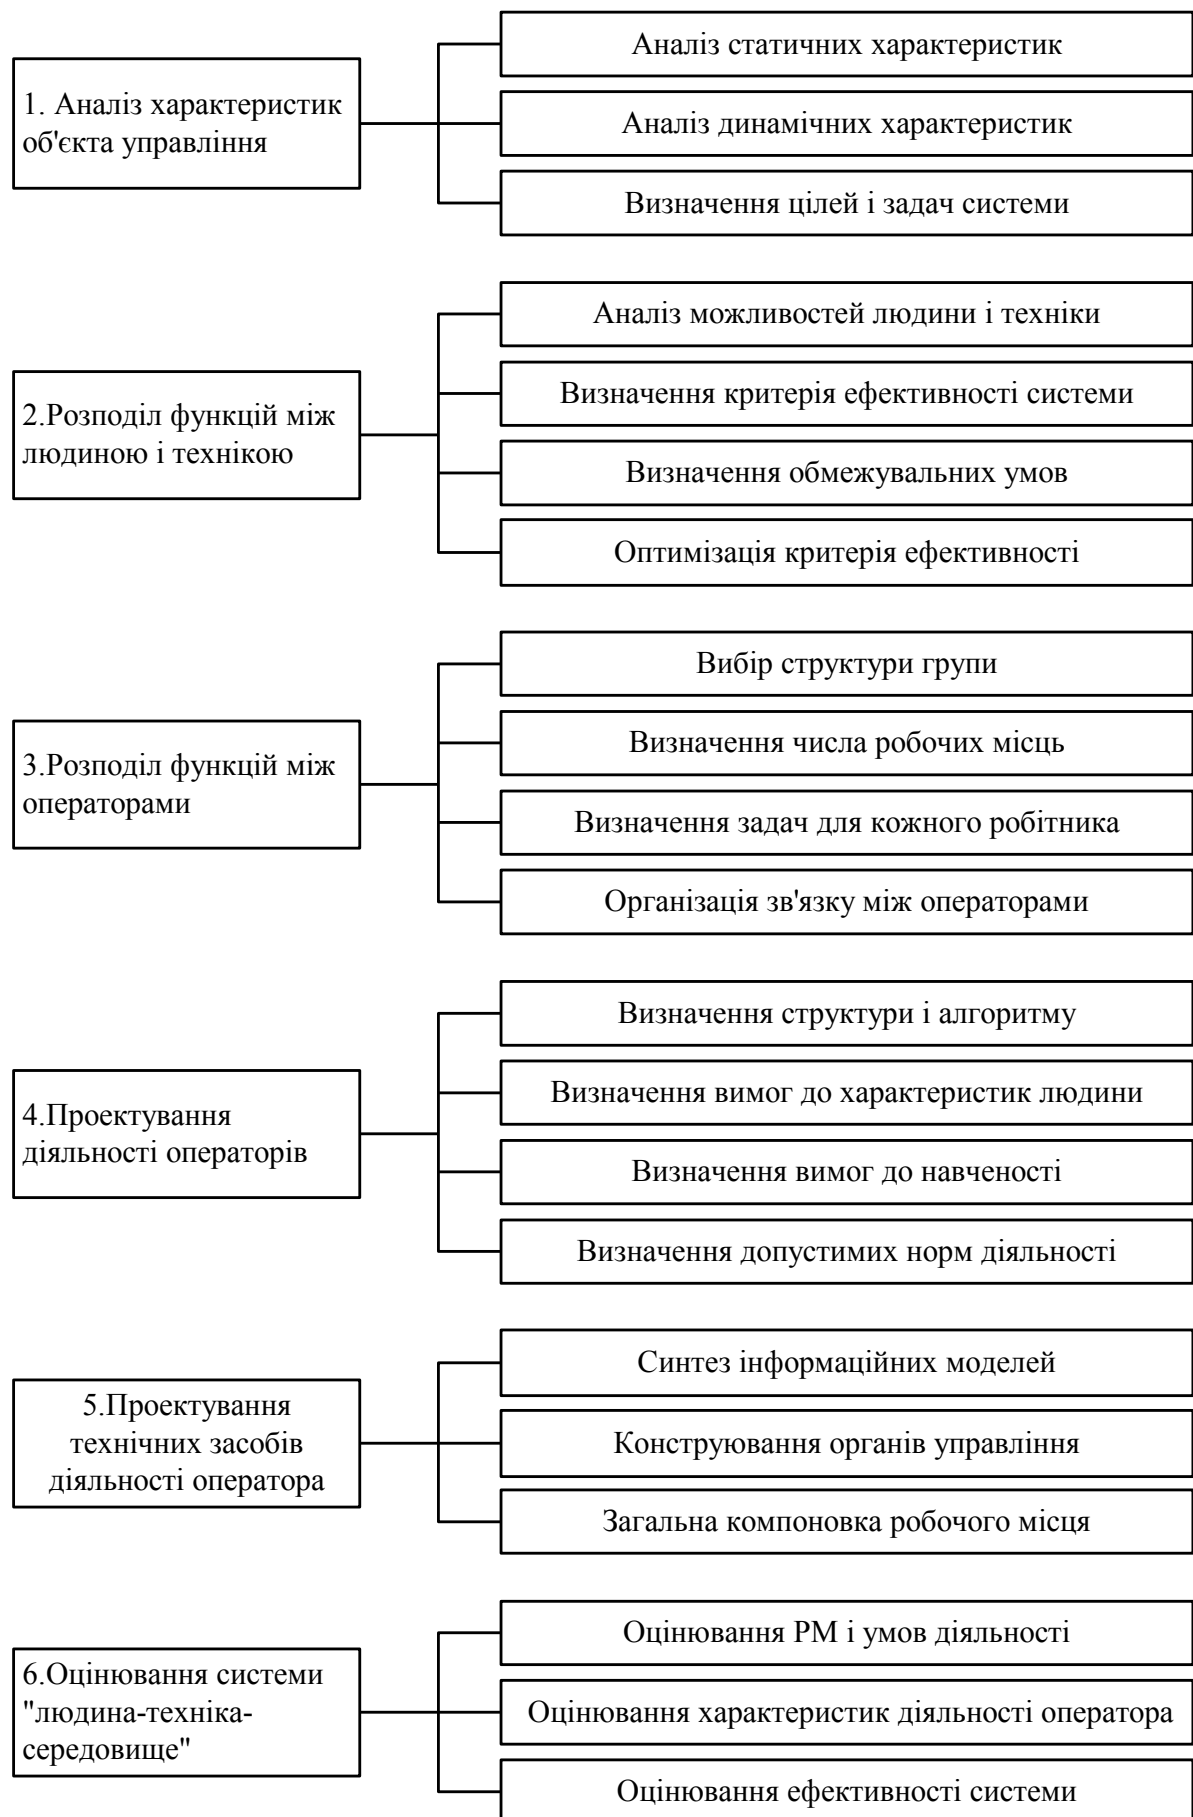 Аналіз статичних характеристик
1. Аналіз характеристик
об'єкта управління
Аналіз динамічних характеристик
Визначення цілей і задач системи
Аналіз можливостей людини і техніки
Визначення критерія ефективності системи
2.Розподіл функцій між
людиною і технікою
Визначення обмежувальних умов
Оптимізація критерія ефективності
Вибір структури групи
Визначення числа робочих місць
3.Розподіл функцій між
операторами
Визначення задач для кожного робітника
Організація зв'язку між операторами
Визначення структури і алгоритму
Визначення вимог до характеристик людини
4.Проектування
діяльності операторів
Визначення вимог до навченості
Визначення допустимих норм діяльності
Синтез інформаційних моделей
5.Проектування
технічних засобів
діяльності оператора
Конструювання органів управління
Загальна компоновка робочого місця
Оцінювання РМ і умов діяльності
6.Оцінювання системи
"людина-техніка-
середовище"
Оцінювання характеристик діяльності оператора
Оцінювання ефективності системи